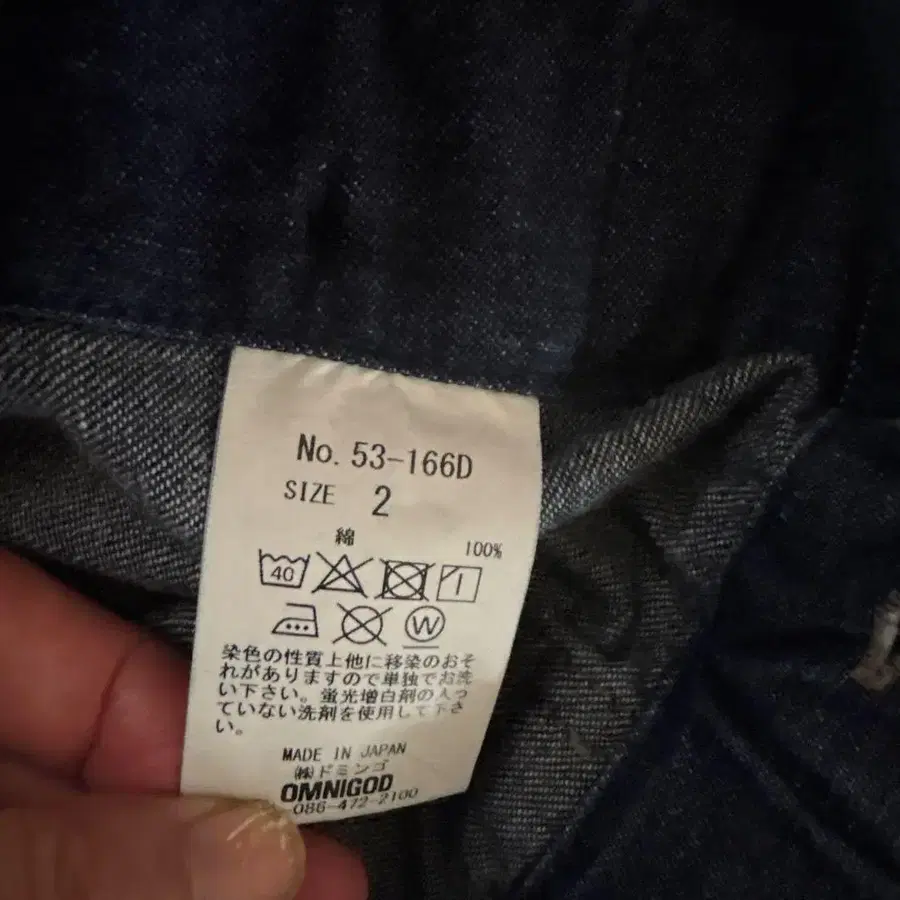 No. 53-166D
SIZE 2
綿 100%
40
W
染色の性質上他に移染のおそ
れがありますので単独でお洗
い下さい。蛍光増白剤の入っ
ていない洗剤を使用して下さ
い。
MADE IN JAPAN
㈱ドミンゴ
OMNIGOD
086-472-2100